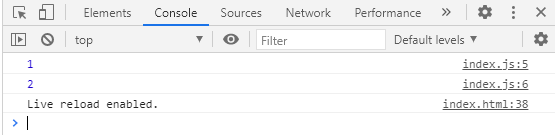 Elements Console Sources Network Performance »
top ▼ Filter Default levels ▼
1 index.js:5
2 index.js:6
Live reload enabled. index.html:38
>